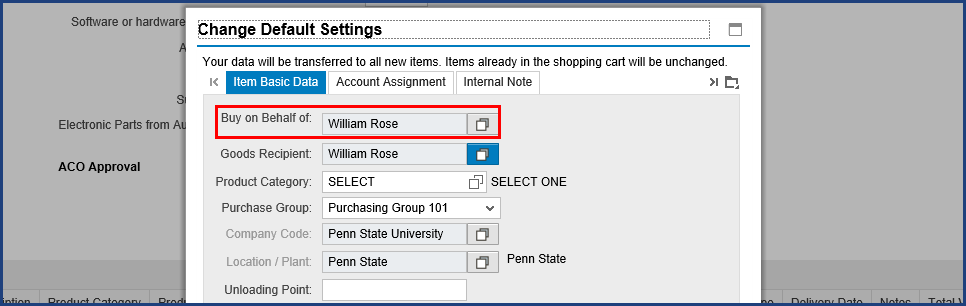 Software or hardware
Change Default Settings
Your data will be transferred to all new items. Items already in the shopping cart will be unchanged.
Item Basic Data Account Assignment Internal Note
Buy on Behalf of: William Rose
Electronic Parts from Au
Goods Recipient: William Rose
ACO Approval
Product Category: SELECT SELECT ONE
Purchase Group: Purchasing Group 101
Company Code: Penn State University
Location / Plant: Penn State Penn State
Unloading Point:
Product Category Delivery Date Notes